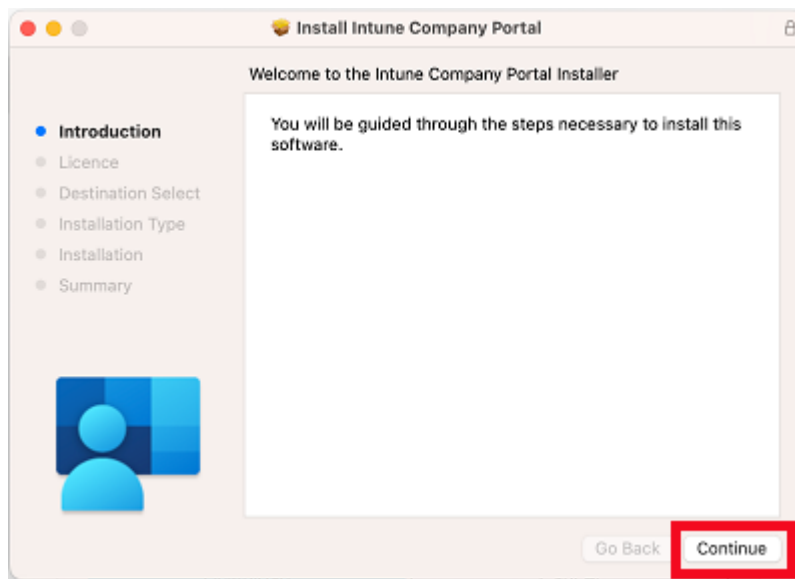 Install Intune Company Portal
Welcome to the Intune Company Portal Installer
Introduction
Licence
Destination Select
Installation Type
Installation
Summary
You will be guided through the steps necessary to install this
software.
Go Back
Continue